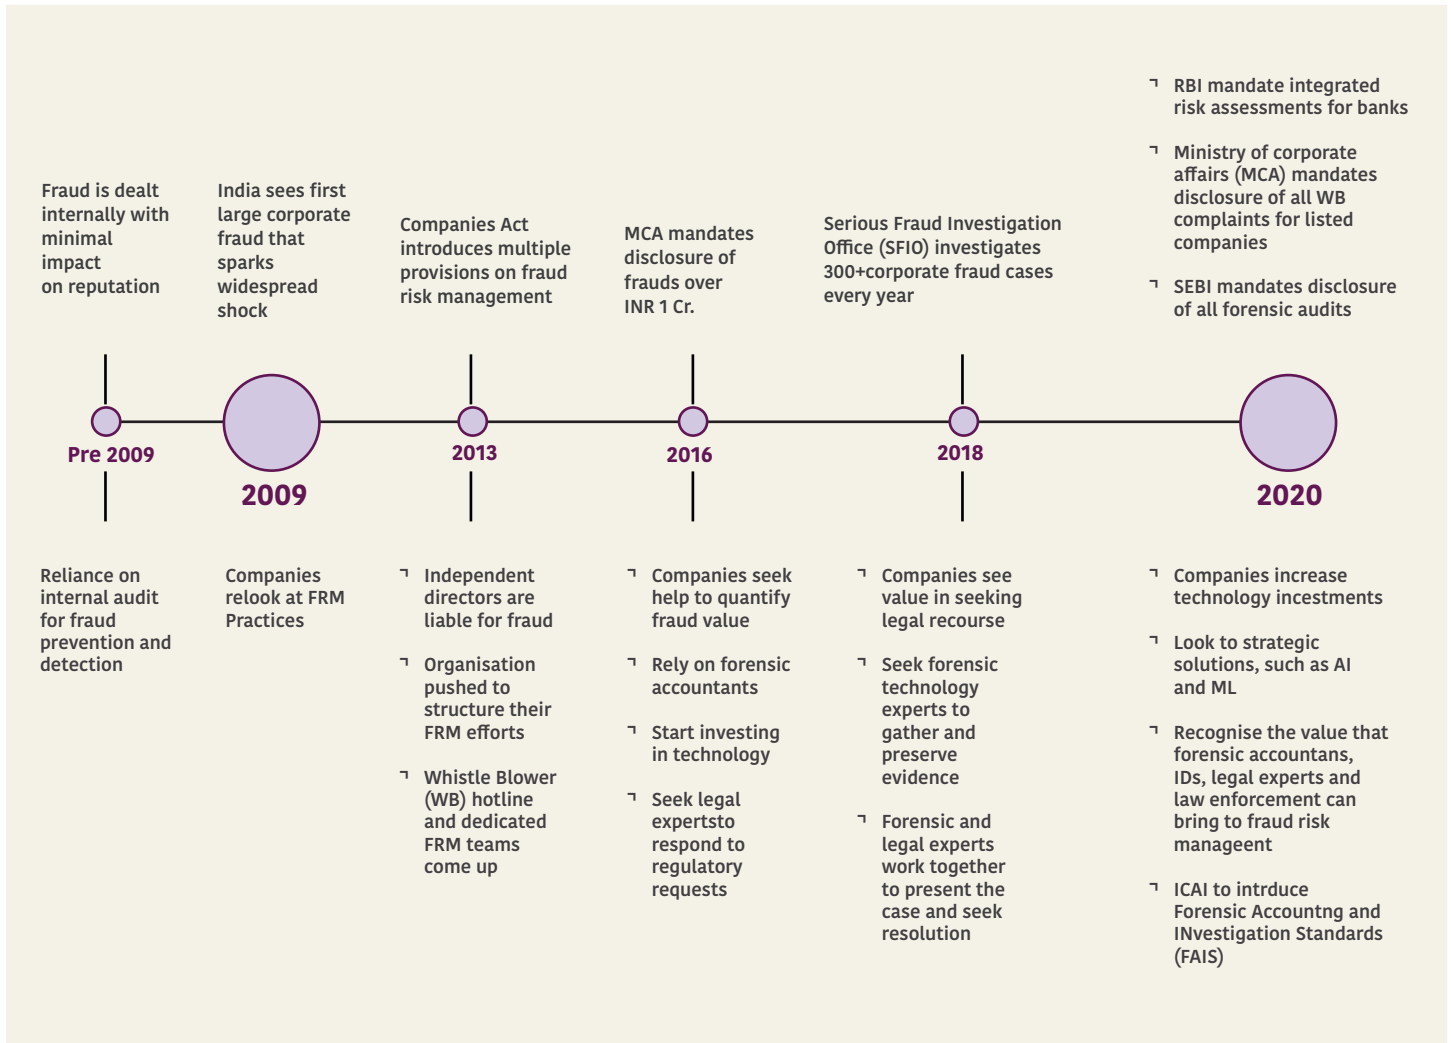 Fraud is dealt
internally with
minimal
impact
on reputation
India sees first
large corporate
fraud that
sparks
widespread
shock
Companies Act
introduces multiple
provisions on fraud
risk management
MCA mandates
disclosure of
frauds over
INR 1 Cr.
Serious Fraud Investigation
Office (SFIO) investigates
300+corporate fraud cases
every year
RBI mandate integrated
risk assessments for banks
Ministry of corporate
affairs (MCA) mandates
disclosure of all WB
complaints for listed
companies
SEBI mandates disclosure
of all forensic audits
Pre 2009
2009
2013
2016
2018
2020
Reliance on
internal audit
for fraud
prevention and
detection
Companies
relook at FRM
Practices
Independent
directors are
liable for fraud
Organisation
pushed to
structure their
FRM efforts
Whistle Blower
(WB) hotline
and dedicated
FRM teams
come up
Companies seek
help to quantify
fraud value
Rely on forensic
accountants
Start investing
in technology
Seek legal
expertsto
respond to
regulatory
requests
Companies see
value in seeking
legal recourse
Seek forensic
technology
experts to
gather and
preserve
evidence
Forensic and
legal experts
work together
to present the
case and seek
resolution
Companies increase
technology incestments
Look to strategic
solutions, such as AI
and ML
Recognise the value that
forensic accountans,
IDs, legal experts and
law enforcement can
bring to fraud risk
manageent
ICAI to intrduce
Forensic Accountng and
INvestigation Standards
(FAIS)